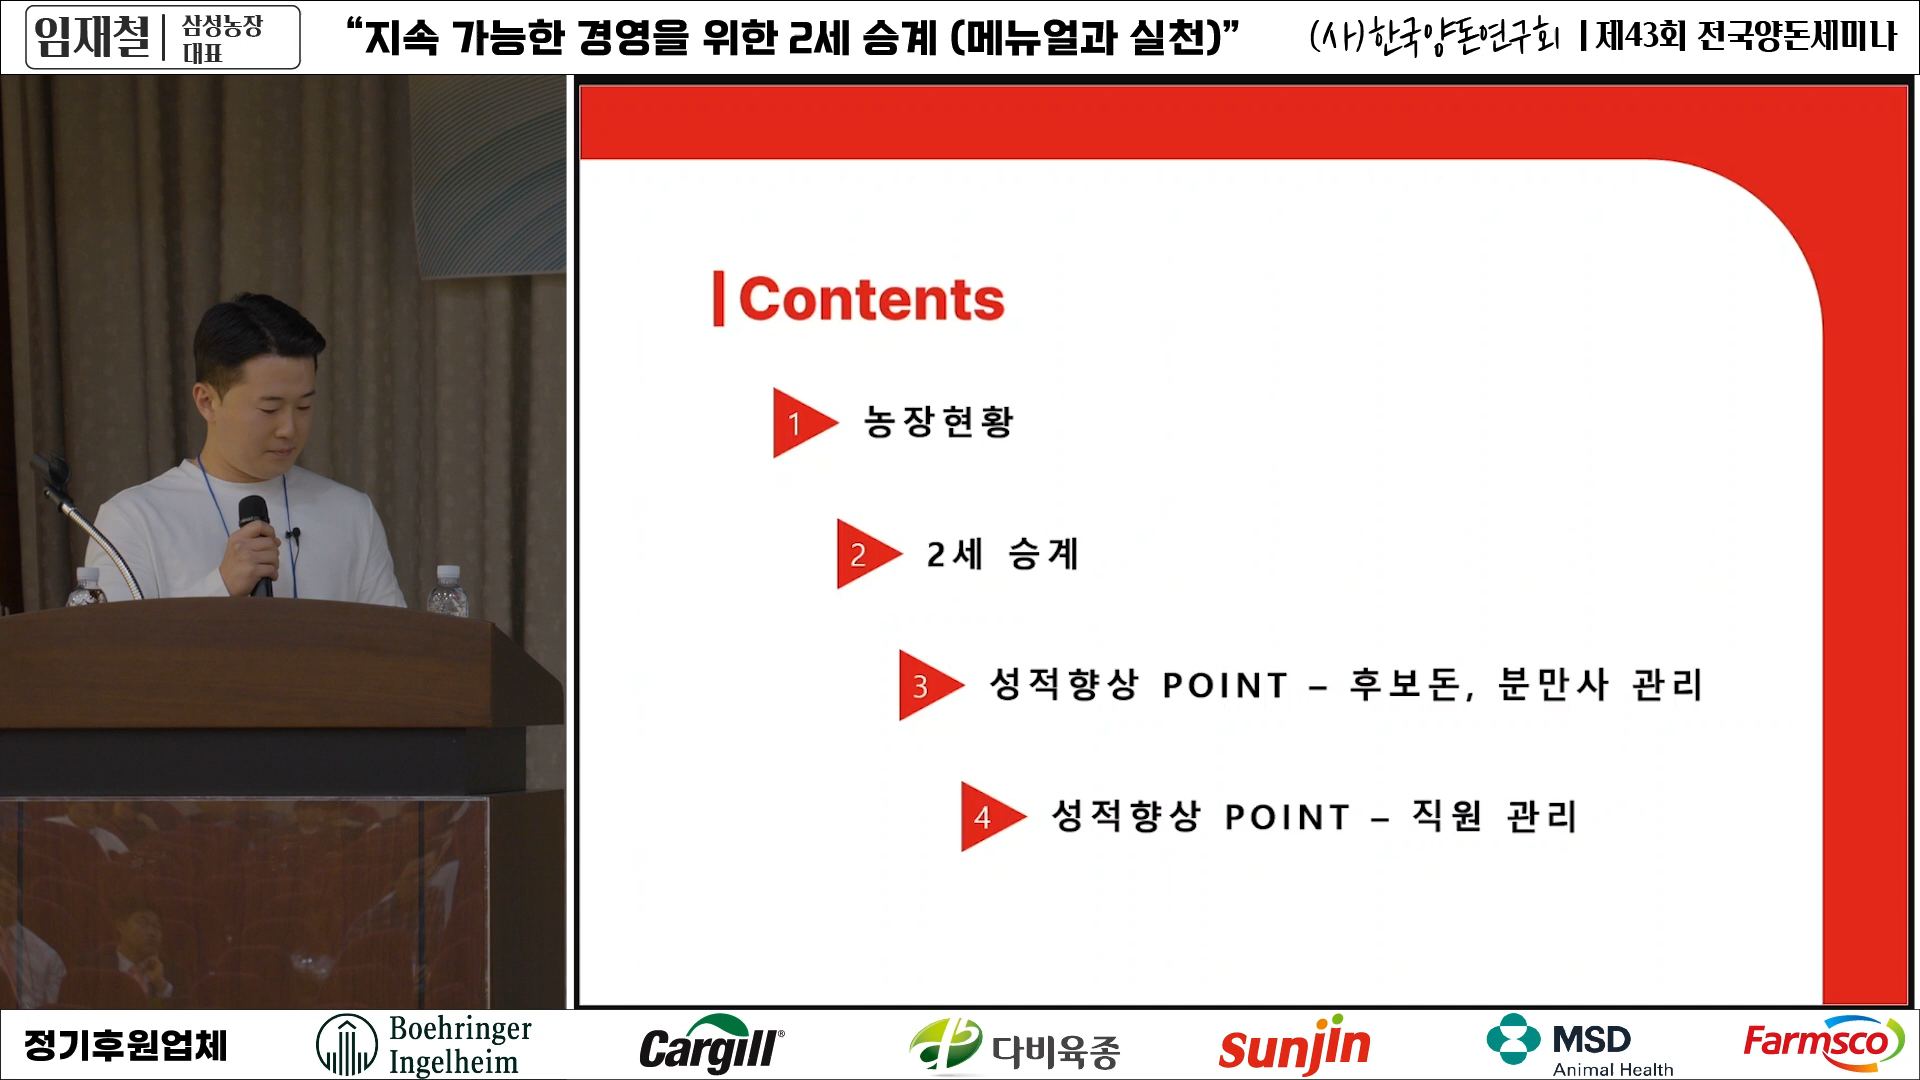 임재철
삼성농장
대표
“지속 가능한 경영을 위한 2세 승계 (메뉴얼과 실천)”
(사)한국양돈연구회 | 제43회 전국양돈세미나
Contents
1 농장현황
2 2세 승계
3 성적향상 POINT – 후보돈, 분만사 관리
4 성적향상 POINT – 직원 관리
정기후원업체
Boehringer
Ingelheim
Cargill®
다비육종
sunjin
MSD
Animal Health
Farmsco